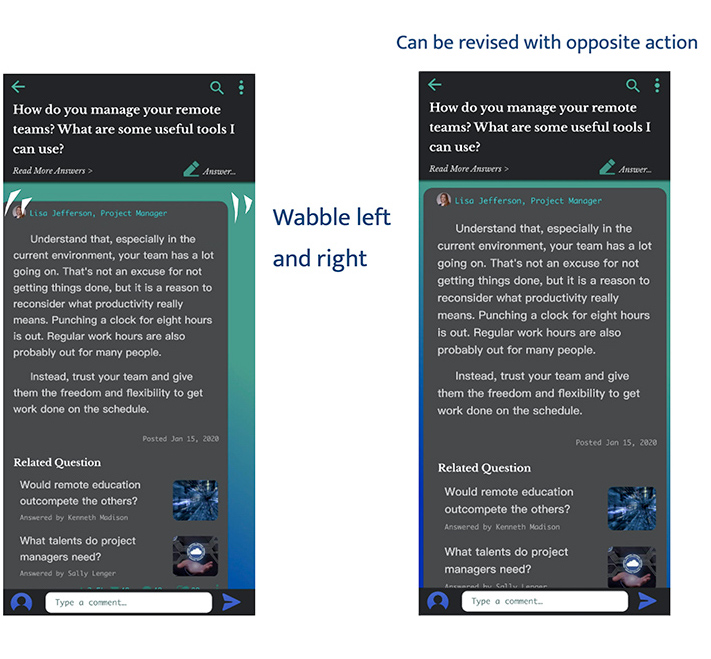 Can be revised with opposite action
How do you manage your remote
teams? What are some useful tools I
can use?
Read More Answers >
Answer...
Lisa Jefferson, Project Manager
Understand that, especially in the
current environment, your team has a lot
going on. That's not an excuse for not
getting things done, but it is a reason to
reconsider what productivity really
means. Punching a clock for eight hours
is out. Regular work hours are also
probably out for many people.
Instead, trust your team and give
them the freedom and flexibility to get
work done on the schedule.
Posted Jan 15, 2020
Related Question
Would remote education
outcompete the others?
Answered by Kenneth Madison
What talents do project
managers need?
Answered by Sally Lenger
Type a comment…
Wabble left
and right
How do you manage your remote
teams? What are some useful tools I
can use?
Read More Answers >
Answer...
Lisa Jefferson, Project Manager
Understand that, especially in the
current environment, your team has a lot
going on. That's not an excuse for not
getting things done, but it is a reason to
reconsider what productivity really
means. Punching a clock for eight hours
is out. Regular work hours are also
probably out for many people.
Instead, trust your team and give
them the freedom and flexibility to get
work done on the schedule.
Posted Jan 15, 2020
Related Question
Would remote education
outcompete the others?
Answered by Kenneth Madison
What talents do project
managers need?
Answered by Sally Lenger
Type a comment…